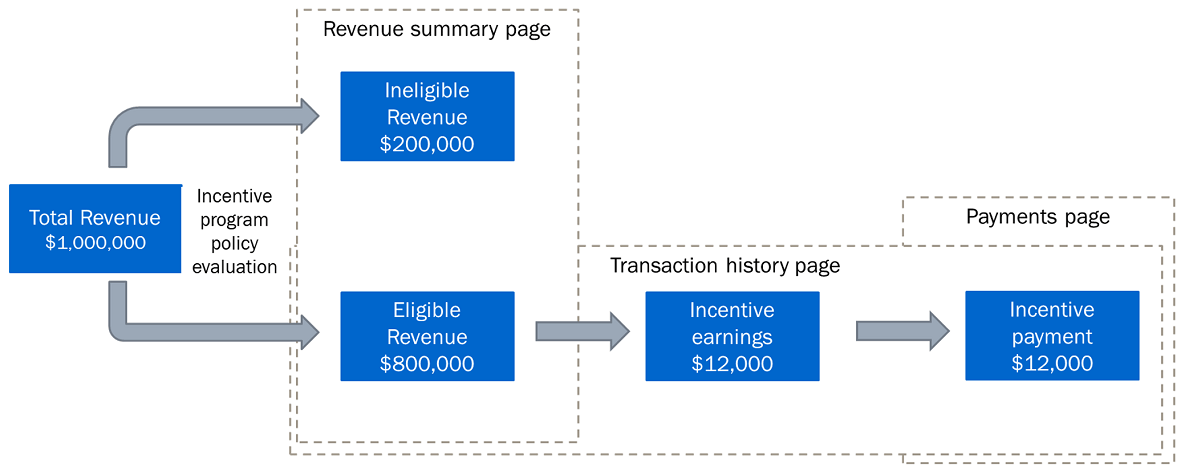 Revenue summary page
Ineligible
Revenue
$200,000
Total Revenue
$1,000,000
Incentive
program
policy
evaluation
Payments page
Transaction history page
Eligible
Revenue
$800,000
Incentive
earnings
$12,000
Incentive
payment
$12,000